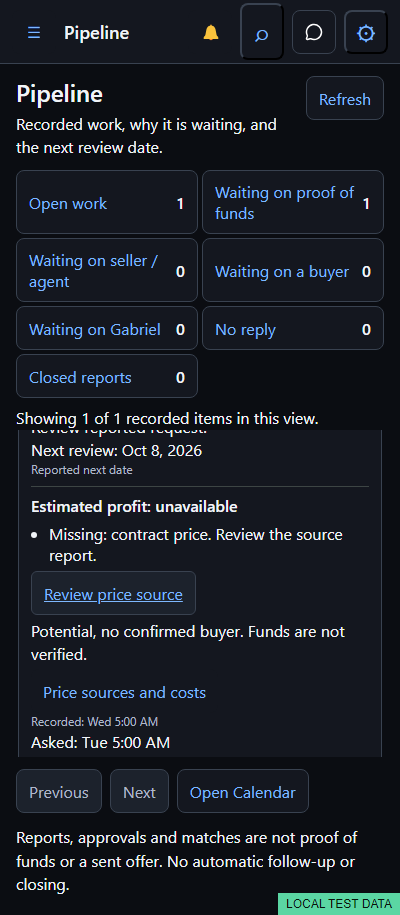 Pipeline
Pipeline
Refresh
Recorded work, why it is waiting, and
the next review date.
Open work 1
Waiting on proof of
funds 1
Waiting on seller /
agent 0
Waiting on a buyer 0
Waiting on Gabriel 0
No reply 0
Closed reports 0
Showing 1 of 1 recorded items in this view.
Review reported request.
Next review: Oct 8, 2026
Reported next date
Estimated profit: unavailable
• Missing: contract price. Review the source
report.
Review price source
Potential, no confirmed buyer. Funds are not
verified.
Price sources and costs
Recorded: Wed 5:00 AM
Asked: Tue 5:00 AM
Previous
Next
Open Calendar
Reports, approvals and matches are not proof of
funds or a sent offer. No automatic follow-up or
closing.
LOCAL TEST DATA